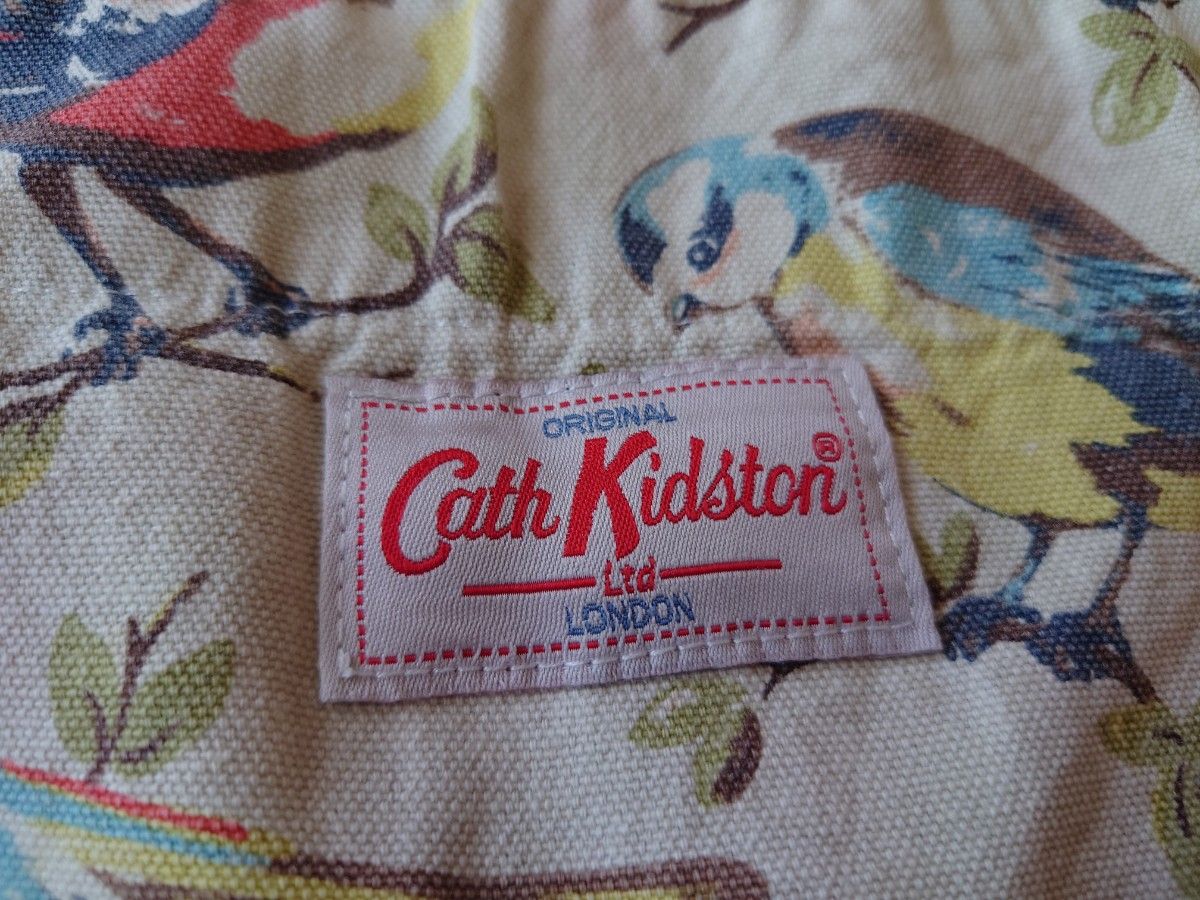 ORIGINAL
Cath Kidston®
Ltd
LONDON